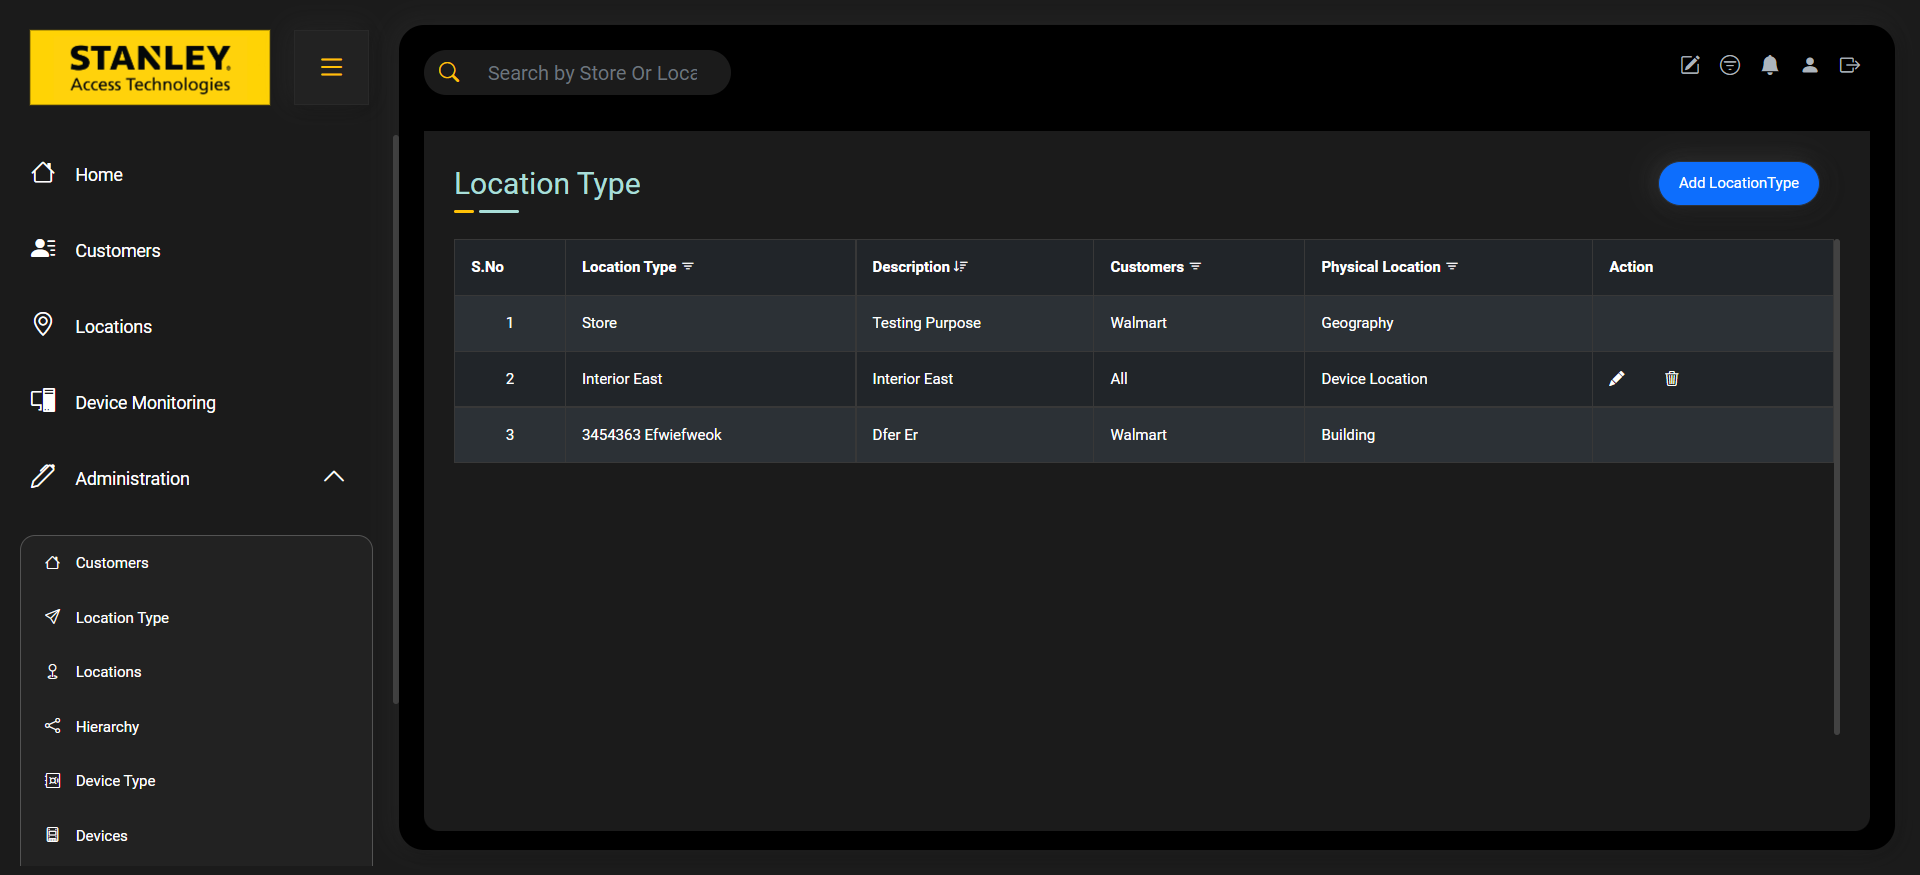 STANLEY.
Access Technologies
Home
Customers
Locations
Device Monitoring
Administration
Customers
Location Type
Locations
Hierarchy
Device Type
Devices
Search by Store Or Loca
Location Type
Add LocationType
S.No Location Type Description Customers Physical Location Action
1 Store Testing Purpose Walmart Geography
2 Interior East Interior East All Device Location
3 3454363 Efwiefweok Dfer Er Walmart Building